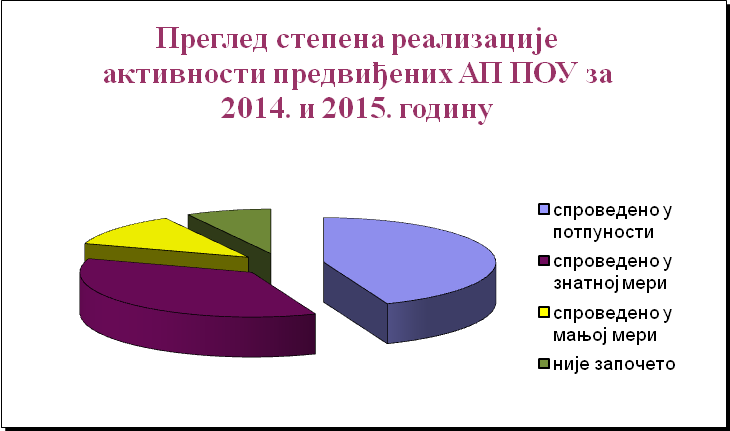 Преглед степена реализације
активности предвиђених АП ПОУ за
2014. и 2015. годину
спроведено у
потпуности
спроведено у
знатној мери
спроведено у
мањој мери
није започето